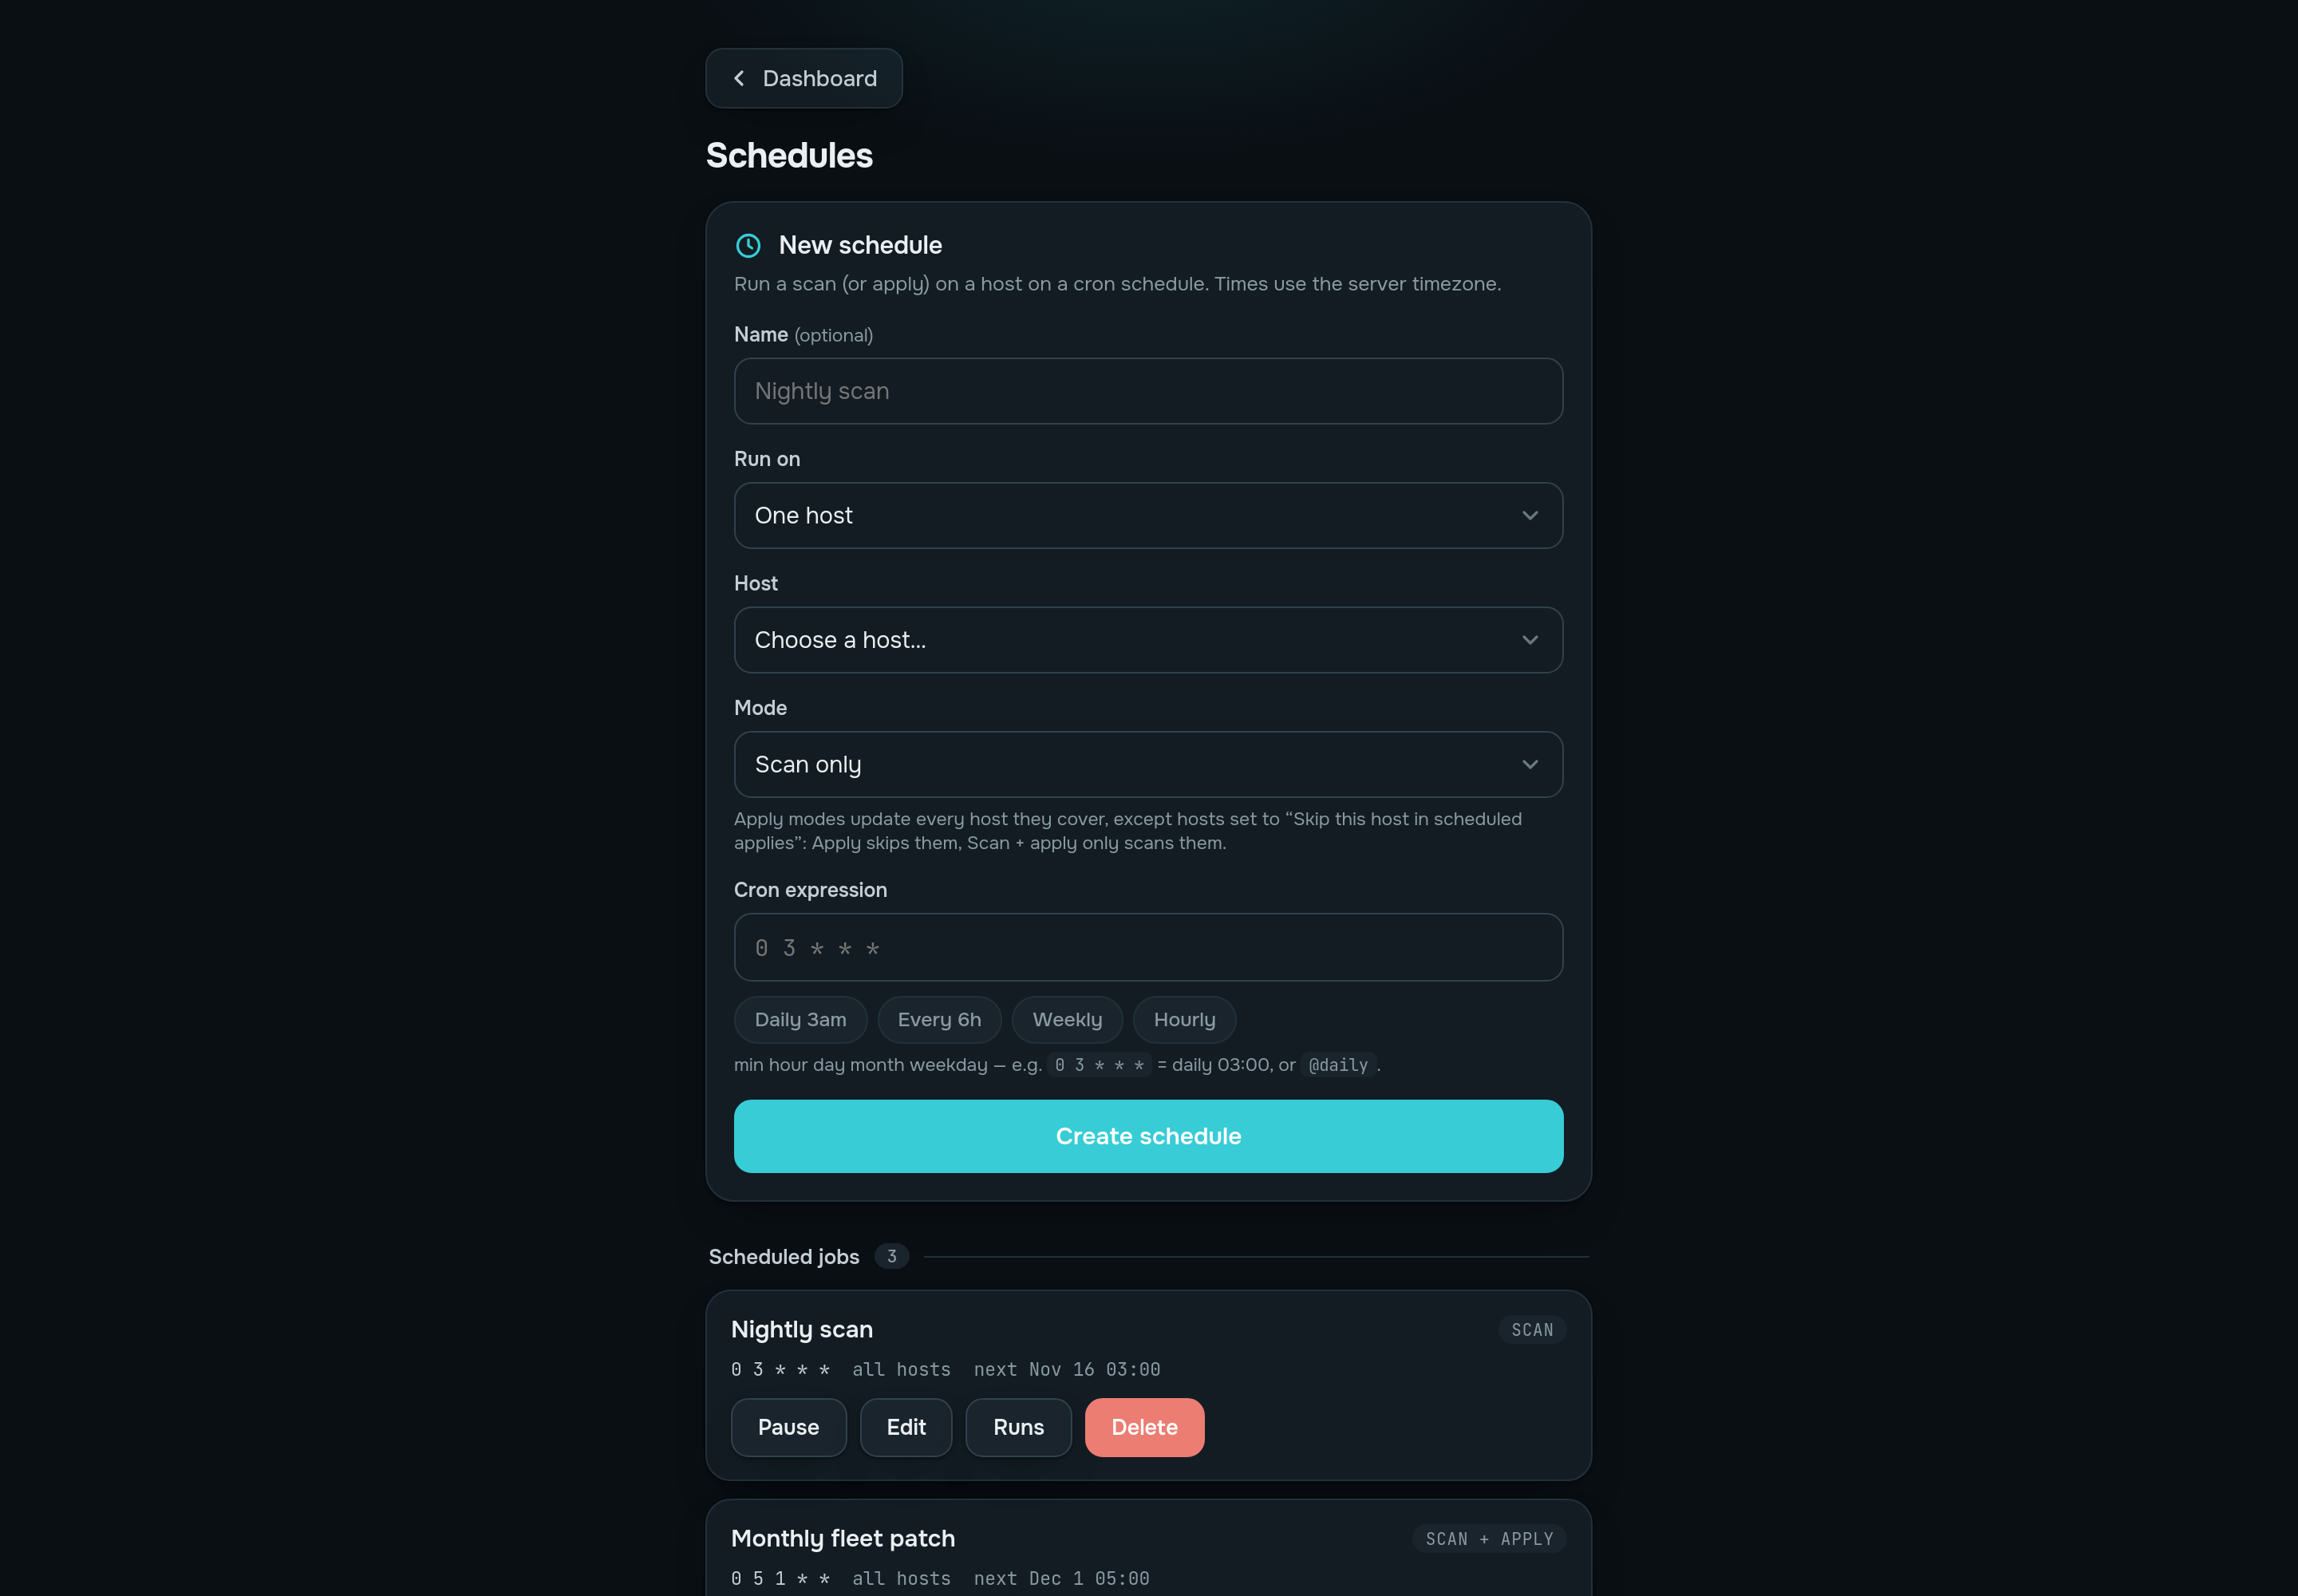 Dashboard
Schedules
New schedule
Run a scan (or apply) on a host on a cron schedule. Times use the server timezone.
Name (optional)
Nightly scan
Run on
One host
Host
Choose a host...
Mode
Scan only
Apply modes update every host they cover, except hosts set to “Skip this host in scheduled
applies”: Apply skips them, Scan + apply only scans them.
Cron expression
0 3 * * *
Daily 3am Every 6h Weekly Hourly
min hour day month weekday — e.g. 0 3 * * * = daily 03:00, or @daily.
Create schedule
Scheduled jobs 3
Nightly scan SCAN
0 3 * * * all hosts next Nov 16 03:00
Pause Edit Runs Delete
Monthly fleet patch SCAN + APPLY
0 5 1 * * all hosts next Dec 1 05:00